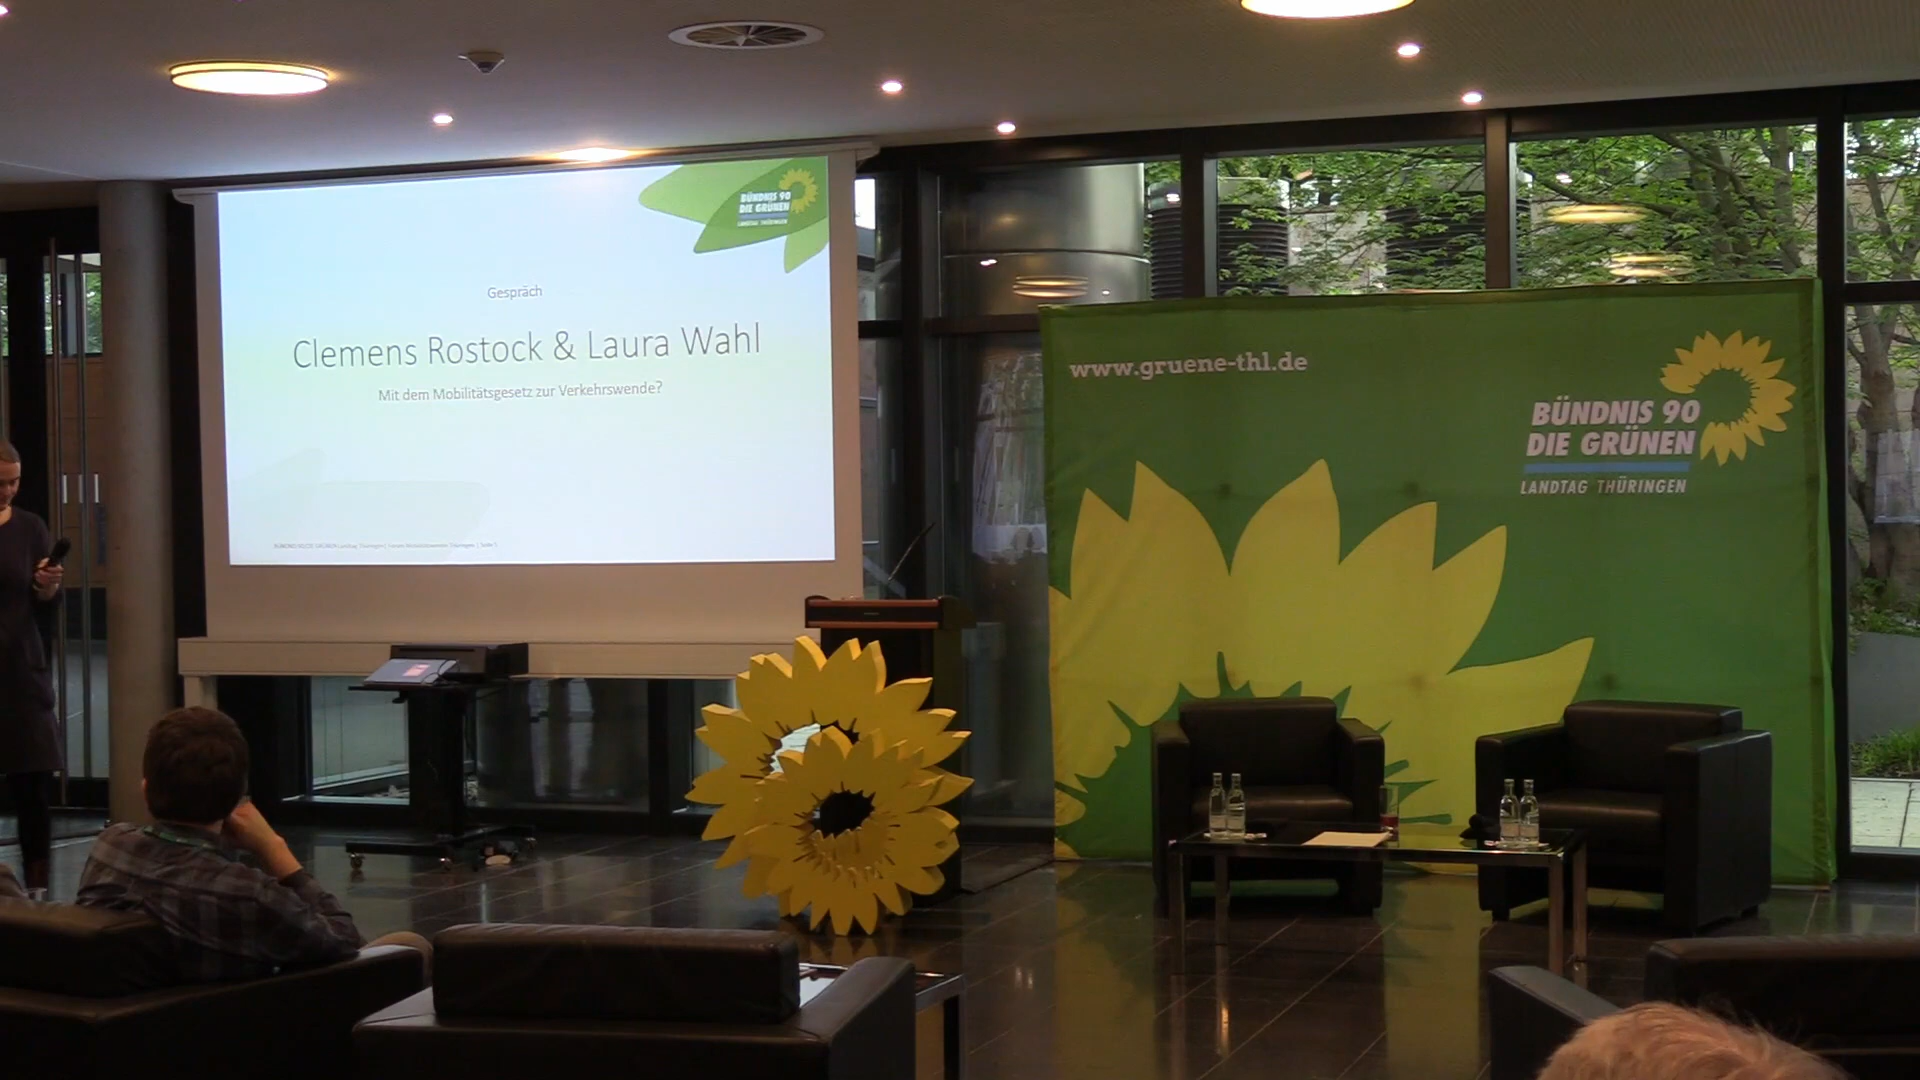 BÜNDNIS 90
DIE GRÜNEN
LANDTAG THÜRINGEN
Gespräch
Clemens Rostock & Laura Wahl
Mit dem Mobilitätsgesetz zur Verkehrswende?
www.gruene-thl.de
BÜNDNIS 90
DIE GRÜNEN
LANDTAG THÜRINGEN